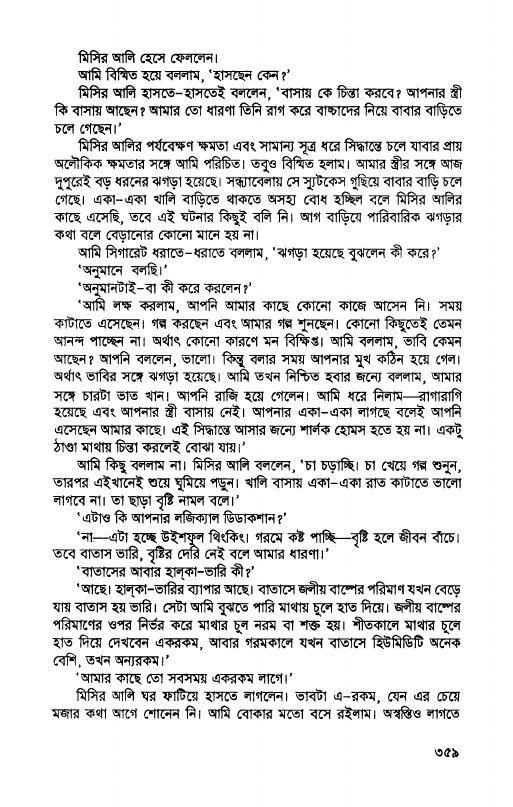 মিসির আলি হেসে ফেললেন।
আমি বিস্মিত হয়ে বললাম, ‘হাসছেন কেন?’
মিসির আলি হাসতে–হাসতেই বললেন, ‘বাসায় কে চিন্তা করবে? আপনার স্ত্রী
কি বাসায় আছেন? আমার তো ধারণা তিনি রাগ করে বাচ্চাদের নিয়ে বাবার বাড়িতে
চলে গেছেন।’
মিসির আলির পর্যবেক্ষণ ক্ষমতা এবং সামান্য সূত্র ধরে সিদ্ধান্তে চলে যাবার প্রায়
অলৌকিক ক্ষমতার সঙ্গে আমি পরিচিত। তবুও বিস্মিত হলাম। আমার স্ত্রীর সঙ্গে আজ
দুপুরেই বড় ধরনের ঝগড়া হয়েছে। সন্ধ্যাবেলায় সে স্যুটকেস গুছিয়ে বাবার বাড়ি চলে
গেছে। একা–একা খালি বাড়িতে থাকতে অসহ্য বোধ হচ্ছিল বলে মিসির আলির
কাছে এসেছি, তবে এই ঘটনার কিছুই বলি নি। আগ বাড়িয়ে পারিবারিক ঝগড়ার
কথা বলে বেড়ানোর কোনো মানে হয় না।
আমি সিগারেট ধরাতে–ধরাতে বললাম, ‘ঝগড়া হয়েছে বুঝলেন কী করে?’
‘অনুমানে বলছি।’
‘অনুমানটাই–বা কী করে করলেন?’
‘আমি লক্ষ করলাম, আপনি আমার কাছে কোনো কাজে আসেন নি। সময়
কাটাতে এসেছেন। গল্প করছেন এবং আমার গল্প শুনছেন। কোনো কিছুতেই তেমন
আনন্দ পাচ্ছেন না। অর্থাৎ কোনো কারণে মন বিক্ষিপ্ত। আমি বললাম, ভাবি কেমন
আছেন? আপনি বললেন, ভালো। কিন্তু বলার সময় আপনার মুখ কঠিন হয়ে গেল।
অর্থাৎ ভাবির সঙ্গে ঝগড়া হয়েছে। আমি তখন নিশ্চিত হবার জন্যে বললাম, আমার
সঙ্গে চারটা ভাত খান। আপনি রাজি হয়ে গেলেন। আমি ধরে নিলাম—রাগারাগি
হয়েছে এবং আপনার স্ত্রী বাসায় নেই। আপনার একা–একা লাগছে বলেই আপনি
এসেছেন আমার কাছে। এই সিদ্ধান্তে আসার জন্যে শার্লক হোমস হতে হয় না। একটু
ঠাণ্ডা মাথায় চিন্তা করলেই বোঝা যায়।’
আমি কিছু বললাম না। মিসির আলি বললেন, ‘চা চড়াচ্ছি। চা খেয়ে গল্প শুনুন,
তারপর এইখানেই শুয়ে ঘুমিয়ে পড়ুন। খালি বাসায় একা–একা রাত কাটাতে ভালো
লাগবে না। তা ছাড়া বৃষ্টি নামল বলে।’
‘এটাও কি আপনার লজিক্যাল ডিডাকশান?’
‘না—এটা হচ্ছে উইশফুল থিংকিং। গরমে কষ্ট পাচ্ছি—বৃষ্টি হলে জীবন বাঁচে।
তবে বাতাস ভারি, বৃষ্টির দেরি নেই বলে আমার ধারণা।’
‘বাতাসের আবার হাল্কা–ভারি কী?’
‘আছে। হাল্কা–ভারির ব্যাপার আছে। বাতাসে জলীয় বাষ্পের পরিমাণ যখন বেড়ে
যায় বাতাস হয় ভারি। সেটা আমি বুঝতে পারি মাথায় চুলে হাত দিয়ে। জলীয় বাষ্পের
পরিমাণের ওপর নির্ভর করে মাথার চুল নরম বা শক্ত হয়। শীতকালে মাথার চুলে
হাত দিয়ে দেখবেন একরকম, আবার গরমকালে যখন বাতাসে হিউমিডিটি অনেক
বেশি, তখন অন্যরকম।’
‘আমার কাছে তো সবসময় একরকম লাগে।’
মিসির আলি ঘর ফাটিয়ে হাসতে লাগলেন। ভাবটা এ–রকম, যেন এর চেয়ে
মজার কথা আগে শোনেন নি। আমি বোকার মতো বসে রইলাম। অস্বস্তিও লাগতে
৩৫৯